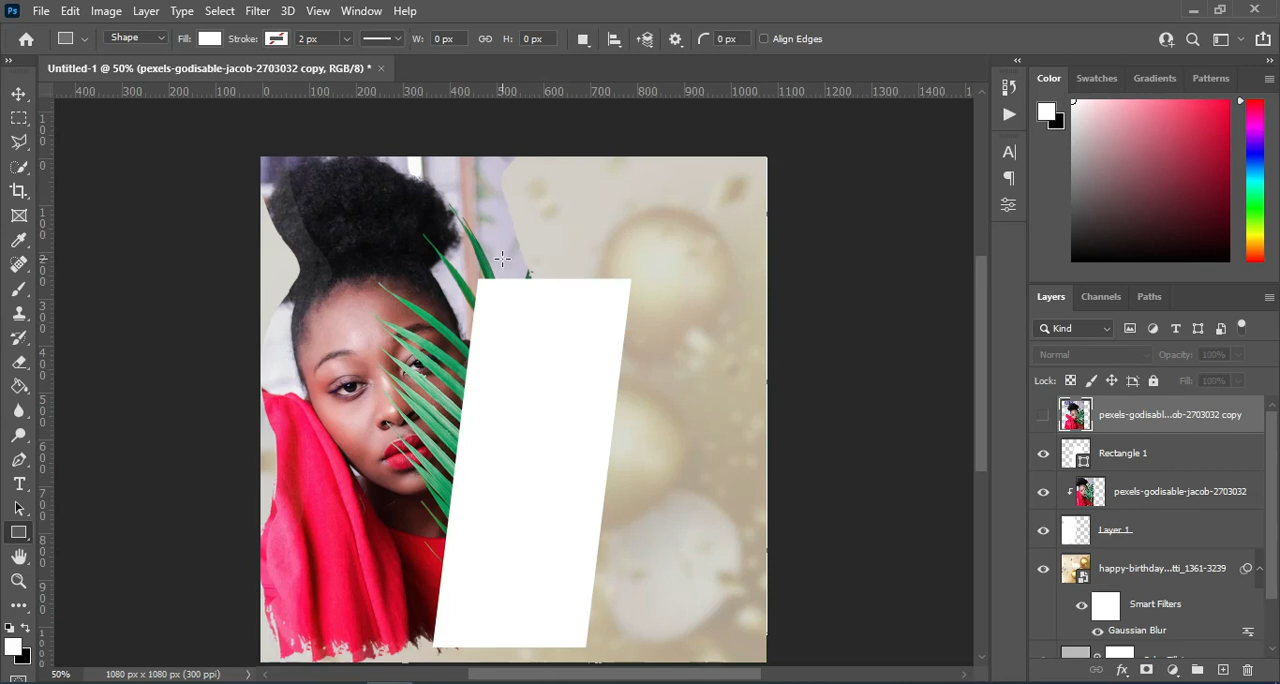 Ps File Edit Image Layer Type Select Filter 3D View Window Help
Shape Fill: Stroke: 2 px W: 0 px H: 0 px 0 px Align Edges
Untitled-1 @ 50% (pexels-godisable-jacob-2703032 copy, RGB/8) *
400 300 200 100 0 100 200 300 400 500 600 700 800 900 1000 1100 1200 1300 1400 1
Color Swatches Gradients Patterns
Layers Channels Paths
Kind
Normal Opacity: 100%
Lock: Fill: 100%
pexels-godisabl...ob-2703032 copy
Rectangle 1
pexels-godisable-jacob-2703032
Layer 1
happy-birthday...tti_1361-3239
Smart Filters
Gaussian Blur
50% 1080 px x 1080 px (300 ppi)